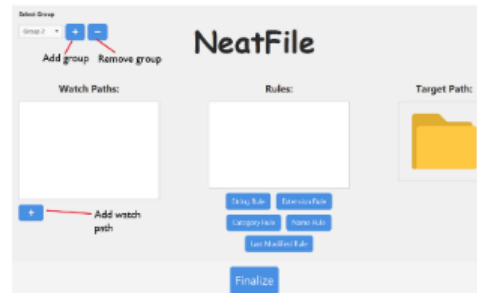 Select Group
Group 2
+ −
NeatFile
Add group Remove group
Watch Paths: Rules: Target Path:
String Rule Extension Rule
+ Add watch path
Category Rule Name Rule
Last Modified Rule
Finalize